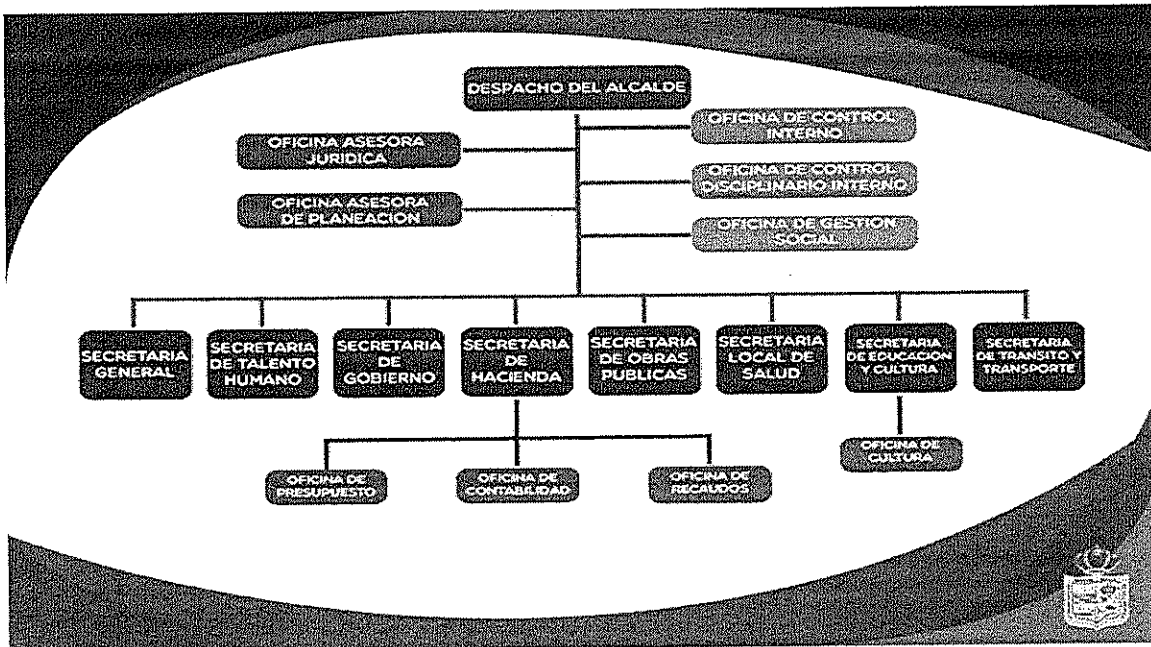 DESPACHO DEL ALCALDE
OFICINA DE CONTROL
INTERNO
OFICINA ASESORA
JURIDICA
OFICINA DE CONTROL
DISCIPLINARIO INTERNO
OFICINA ASESORA
DE PLANEACION
OFICINA DE GESTION
SOCIAL
SECRETARIA
GENERAL
SECRETARIA
DE TALENTO
HUMANO
SECRETARIA
DE
GOBIERNO
SECRETARIA
DE
HACIENDA
SECRETARIA
DE OBRAS
PUBLICAS
SECRETARIA
LOCAL DE
SALUD
SECRETARIA
DE EDUCACION
Y CULTURA
SECRETARIA
DE TRANSITO Y
TRANSPORTE
OFICINA DE
PRESUPUESTO
OFICINA DE
CONTABILIDAD
OFICINA DE
RECAUDOS
OFICINA DE
CULTURA